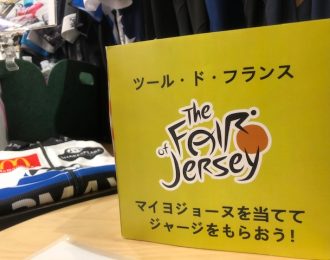 ツール・ド・フランス
The
of FAIR
Jersey
マイヨジョーヌを当てて
ジャージをもらおう!